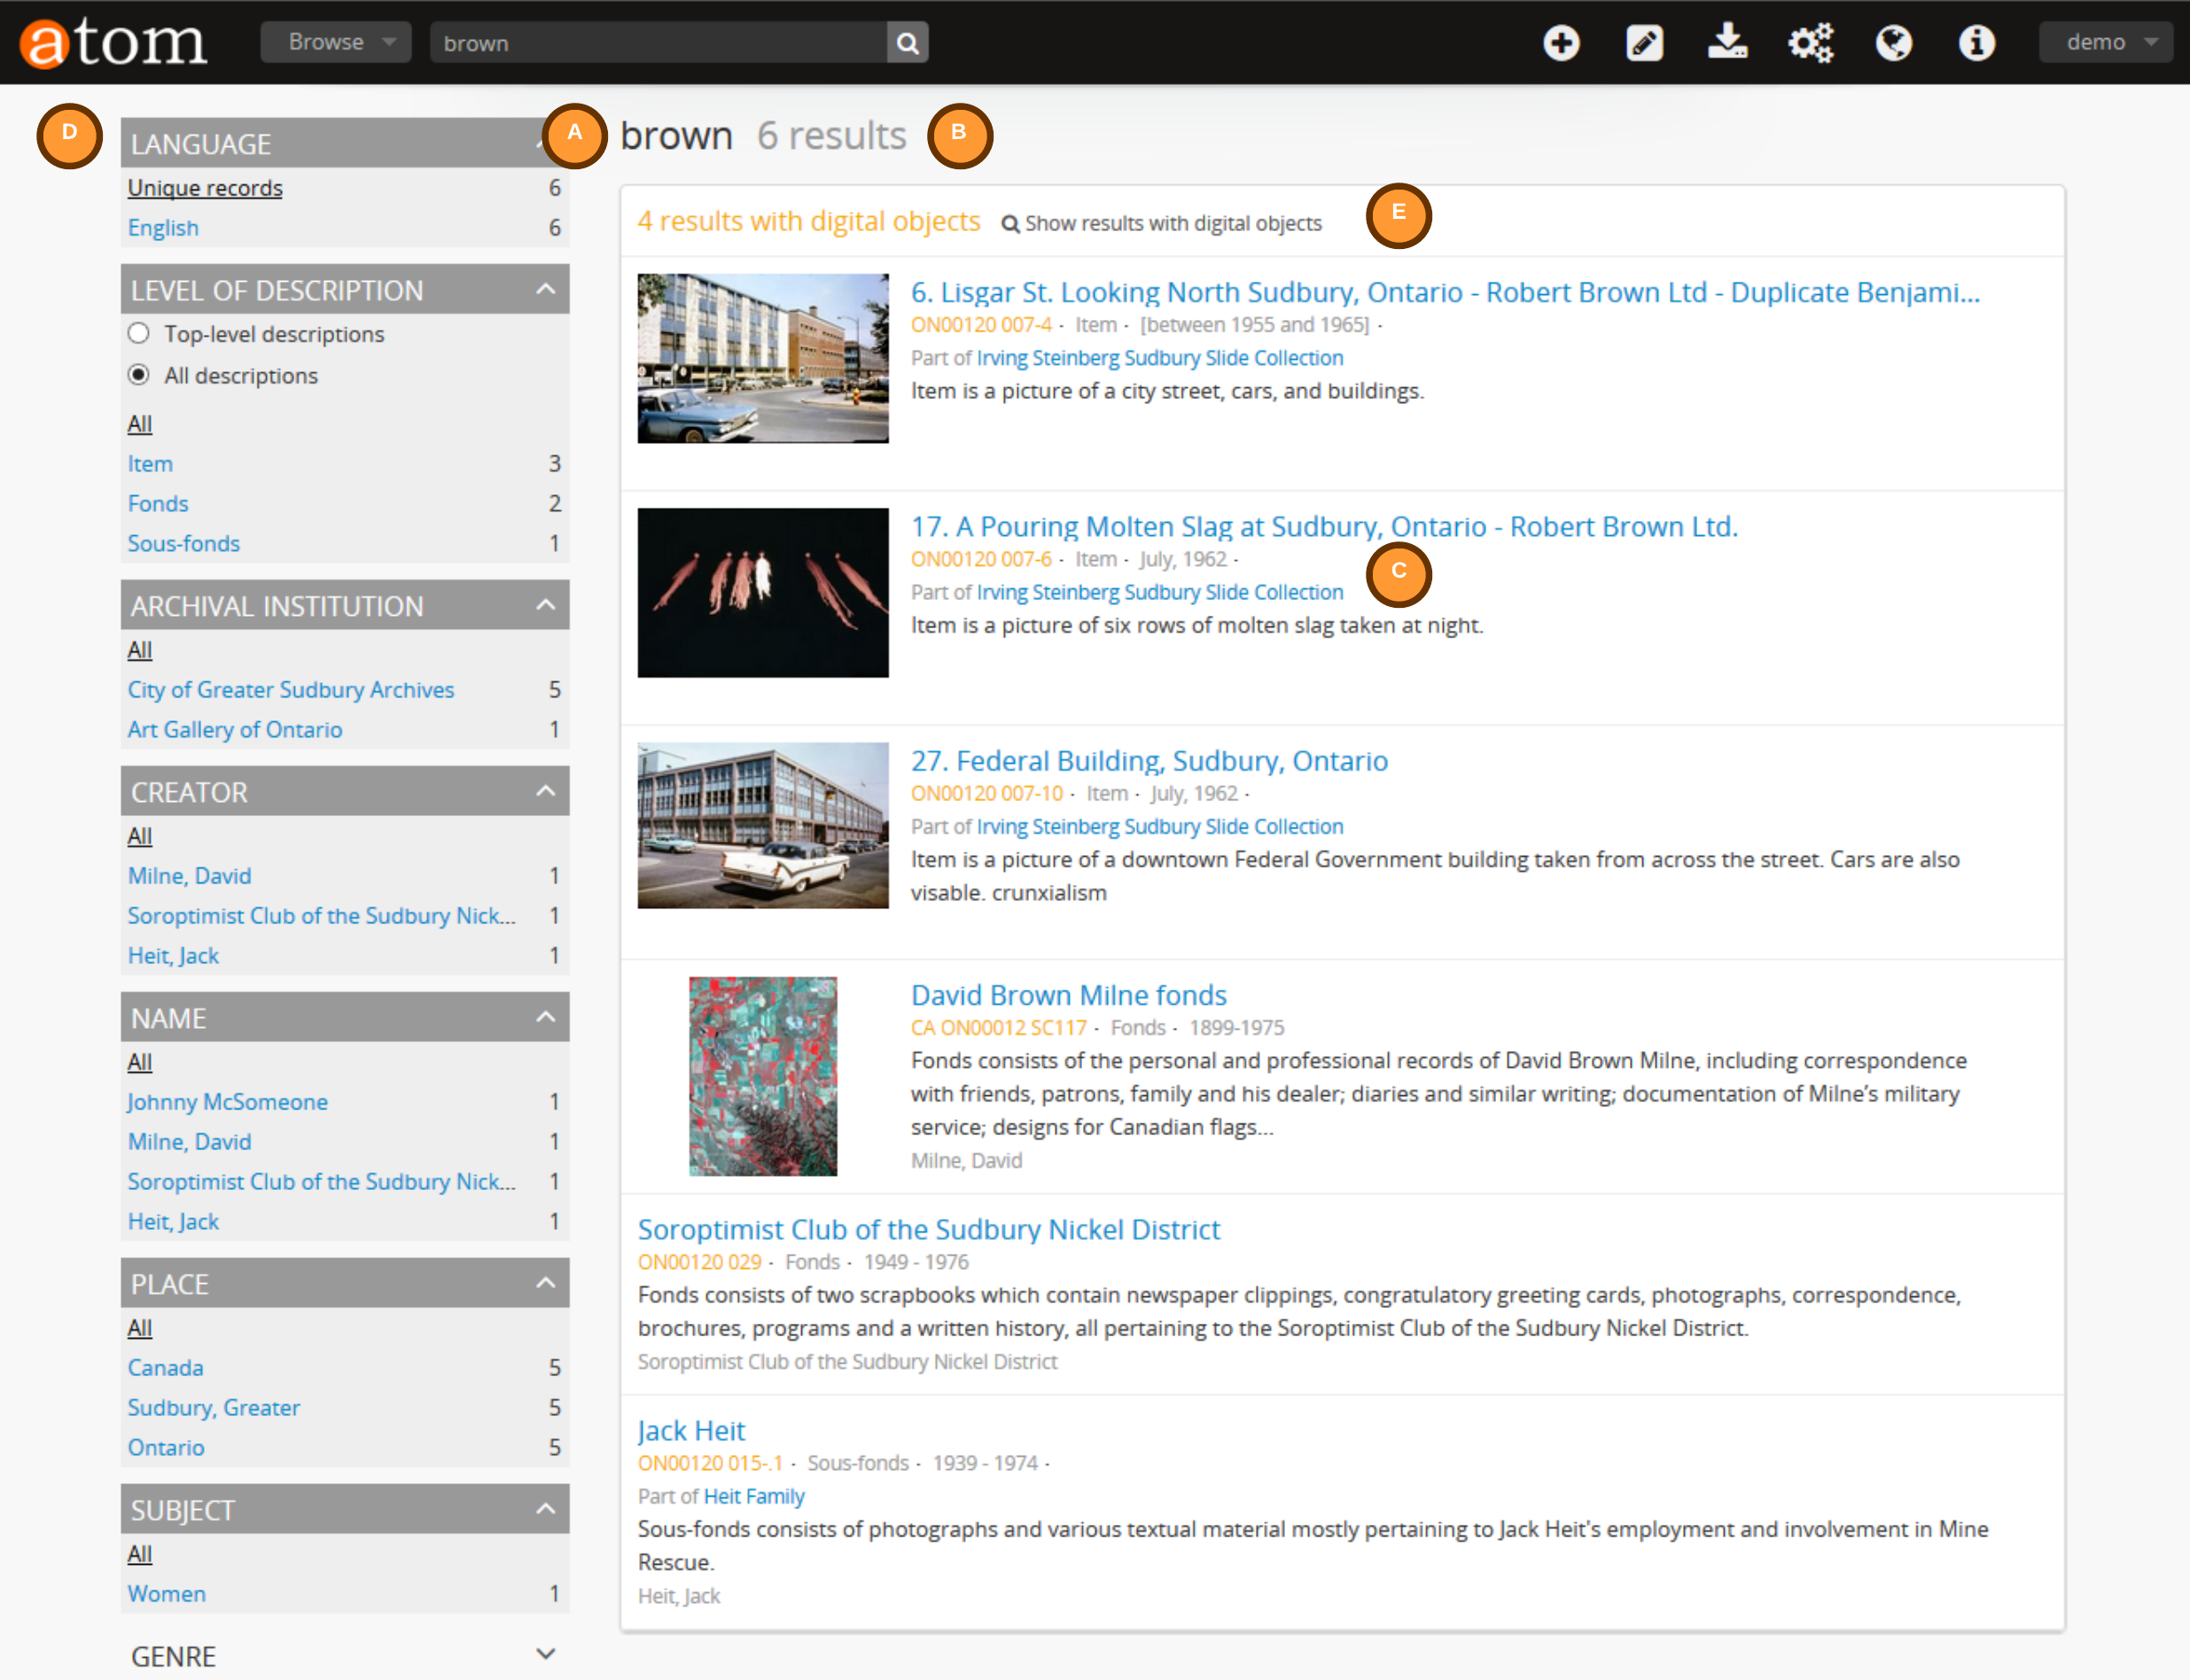 atom
Browse
brown
demo
D
A
B
E
C
LANGUAGE
Unique records 6
English 6
LEVEL OF DESCRIPTION
Top-level descriptions
All descriptions
All
Item 3
Fonds 2
Sous-fonds 1
ARCHIVAL INSTITUTION
All
City of Greater Sudbury Archives 5
Art Gallery of Ontario 1
CREATOR
All
Milne, David 1
Soroptimist Club of the Sudbury Nick... 1
Heit, Jack 1
NAME
All
Johnny McSomeone 1
Milne, David 1
Soroptimist Club of the Sudbury Nick... 1
Heit, Jack 1
PLACE
All
Canada 5
Sudbury, Greater 5
Ontario 5
SUBJECT
All
Women 1
GENRE
brown 6 results
4 results with digital objects Show results with digital objects
6. Lisgar St. Looking North Sudbury, Ontario - Robert Brown Ltd - Duplicate Benjami...
ON00120 007-4 · Item · [between 1955 and 1965] ·
Part of Irving Steinberg Sudbury Slide Collection
Item is a picture of a city street, cars, and buildings.
17. A Pouring Molten Slag at Sudbury, Ontario - Robert Brown Ltd.
ON00120 007-6 · Item · July, 1962 ·
Part of Irving Steinberg Sudbury Slide Collection
Item is a picture of six rows of molten slag taken at night.
27. Federal Building, Sudbury, Ontario
ON00120 007-10 · Item · July, 1962 ·
Part of Irving Steinberg Sudbury Slide Collection
Item is a picture of a downtown Federal Government building taken from across the street. Cars are also
visable. crunxialism
David Brown Milne fonds
CA ON00012 SC117 · Fonds · 1899-1975
Fonds consists of the personal and professional records of David Brown Milne, including correspondence
with friends, patrons, family and his dealer; diaries and similar writing; documentation of Milne's military
service; designs for Canadian flags...
Milne, David
Soroptimist Club of the Sudbury Nickel District
ON00120 029 · Fonds · 1949 - 1976
Fonds consists of two scrapbooks which contain newspaper clippings, congratulatory greeting cards, photographs, correspondence,
brochures, programs and a written history, all pertaining to the Soroptimist Club of the Sudbury Nickel District.
Soroptimist Club of the Sudbury Nickel District
Jack Heit
ON00120 015-.1 · Sous-fonds · 1939 - 1974 ·
Part of Heit Family
Sous-fonds consists of photographs and various textual material mostly pertaining to Jack Heit's employment and involvement in Mine
Rescue.
Heit, Jack